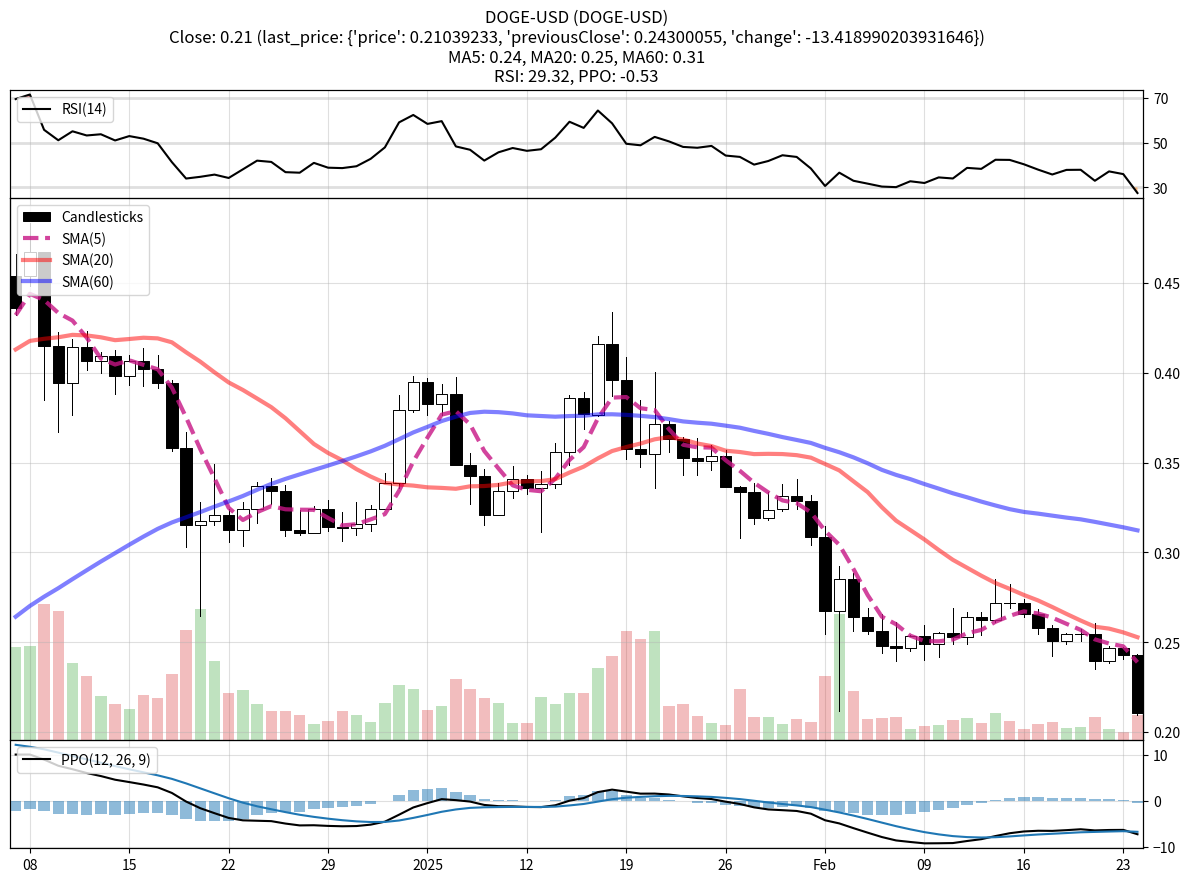 DOGE-USD (DOGE-USD)
Close: 0.21 (last_price: {'price': 0.21039233, 'previousClose': 0.24300055, 'change': -13.418990203931646})
MA5: 0.24, MA20: 0.25, MA60: 0.31
RSI: 29.32, PPO: -0.53
RSI(14)
70
50
30
Candlesticks
SMA(5)
SMA(20)
SMA(60)
0.45
0.40
0.35
0.30
0.25
0.20
PPO(12, 26, 9)
10
0
−10
08 15 22 29 2025 12 19 26 Feb 09 16 23